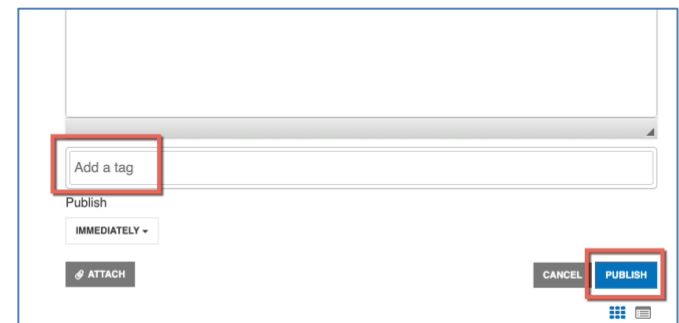 Add a tag
Publish
IMMEDIATELY
ATTACH
CANCEL PUBLISH